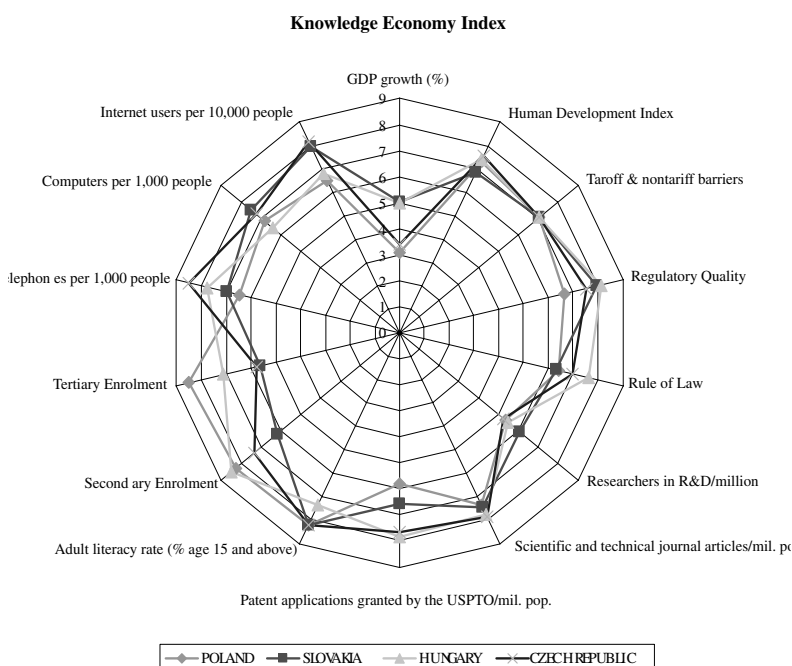 Knowledge Economy Index
GDP growth (%)
Internet users per 10,000 people
Human Development Index
Computers per 1,000 people
Taroff & nontariff barriers
lephon es per 1,000 people
Regulatory Quality
9
8
7
6
5
4
3
2
1
0
Tertiary Enrolment
Rule of Law
Second ary Enrolment
Researchers in R&D/million
Adult literacy rate (% age 15 and above)
Scientific and technical journal articles/mil. po
Patent applications granted by the USPTO/mil. pop.
POLAND SLOVAKIA HUNGARY CZECH REPUBLIC